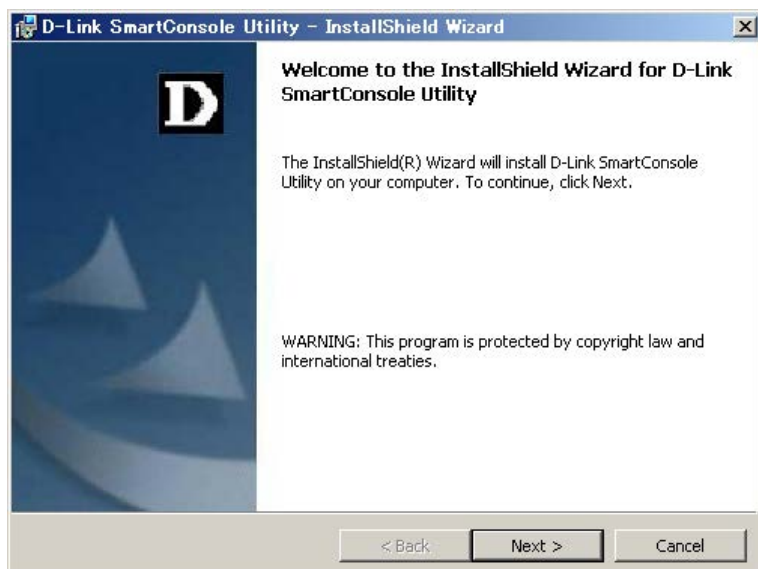 D-Link SmartConsole Utility - InstallShield Wizard
D
Welcome to the InstallShield Wizard for D-Link
SmartConsole Utility
The InstallShield(R) Wizard will install D-Link SmartConsole
Utility on your computer. To continue, click Next.
WARNING: This program is protected by copyright law and
international treaties.
< Back
Next >
Cancel